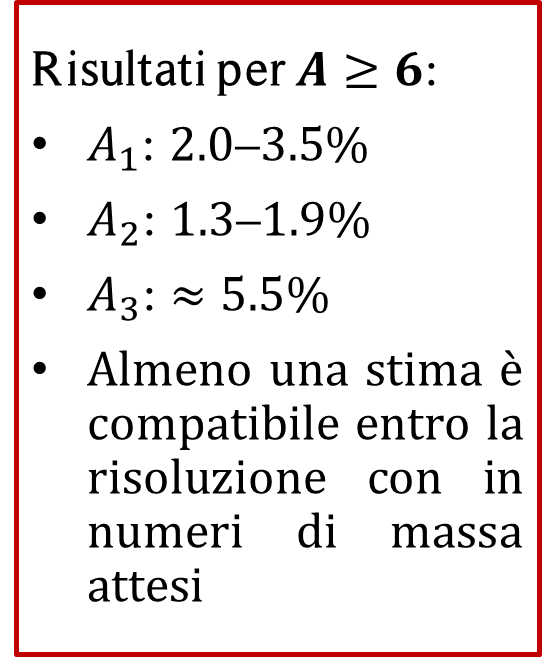 Risultati per A ≥ 6:
• A₁: 2.0–3.5%
• A₂: 1.3–1.9%
• A₃: ≈ 5.5%
• Almeno una stima è
compatibile entro la
risoluzione con in
numeri di massa
attesi